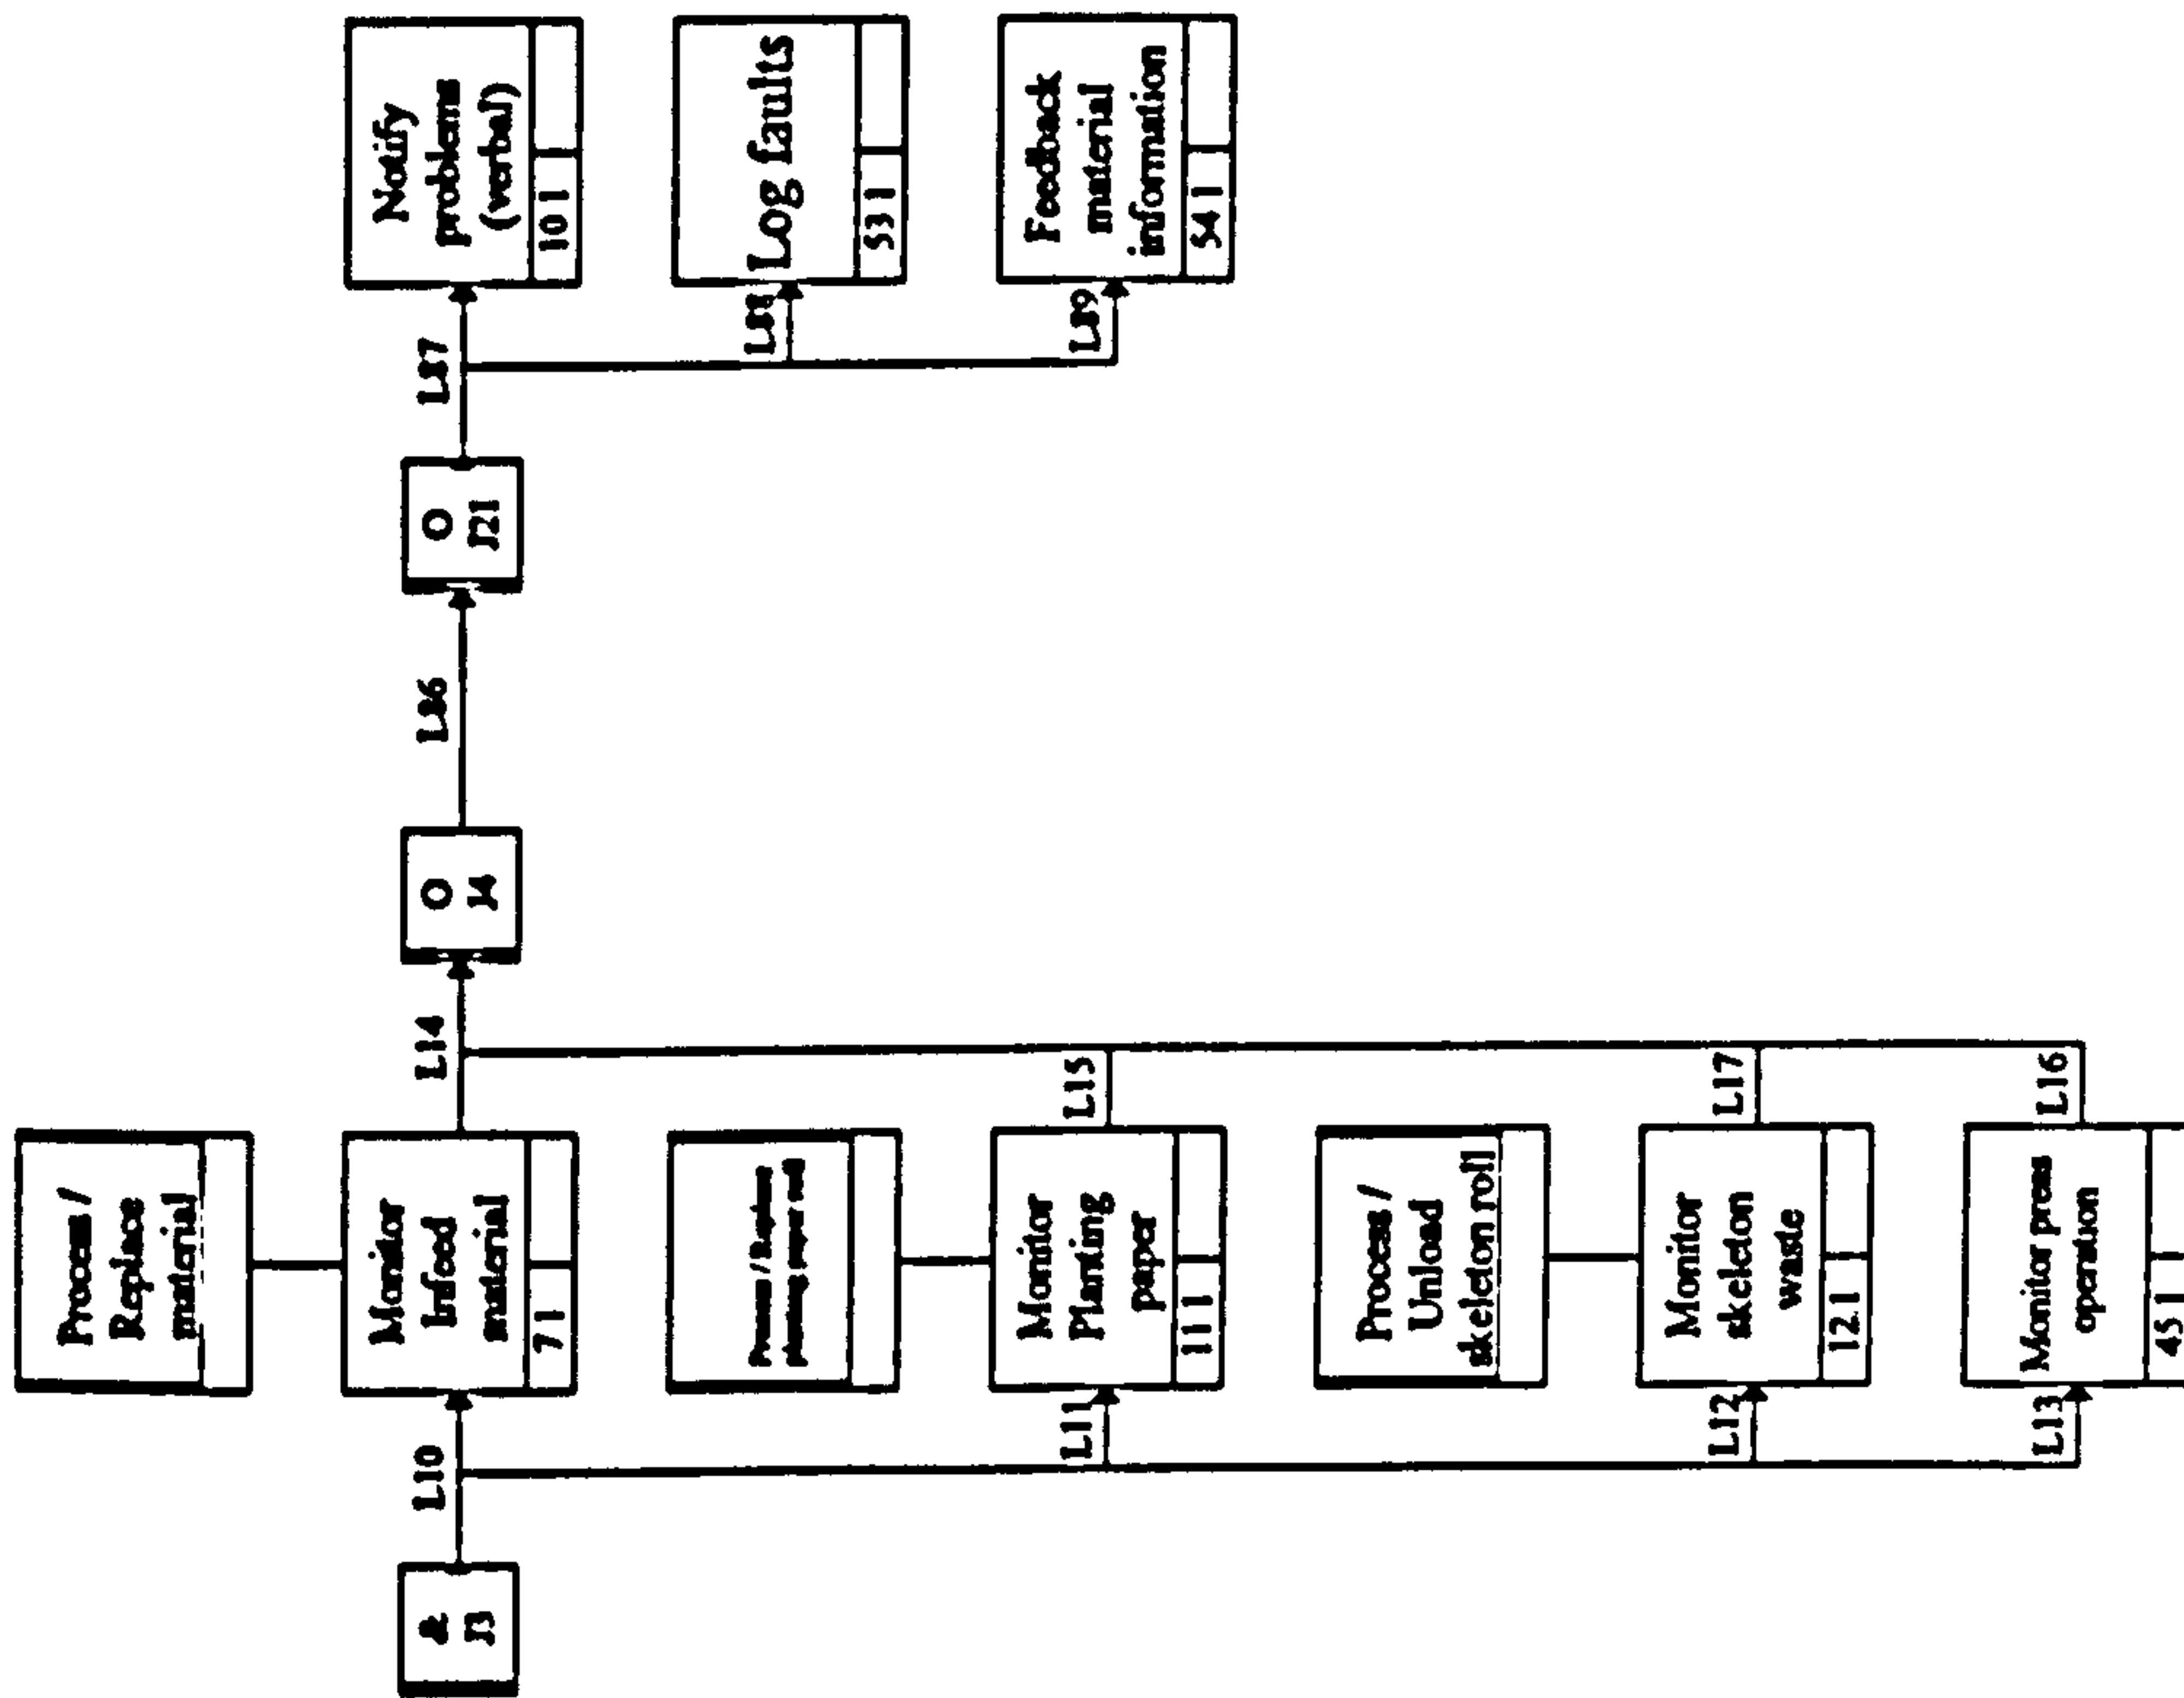 &
J3
L10
Process /
Replace
material
Monitor
Infeed
material
7.1
L14
L11
Monitor
Planting
paper
11.1
L15
L12
Process /
Unload
skeleton roll
Monitor
skeleton
waste
12.1
L17
L13
Monitor press
operation
45.1
L16
O
J4
L86
O
J21
L87
Notify
problems
(verbal)
10.1
L88
Log faults
53.1
L89
Feedback
material
information
54.1